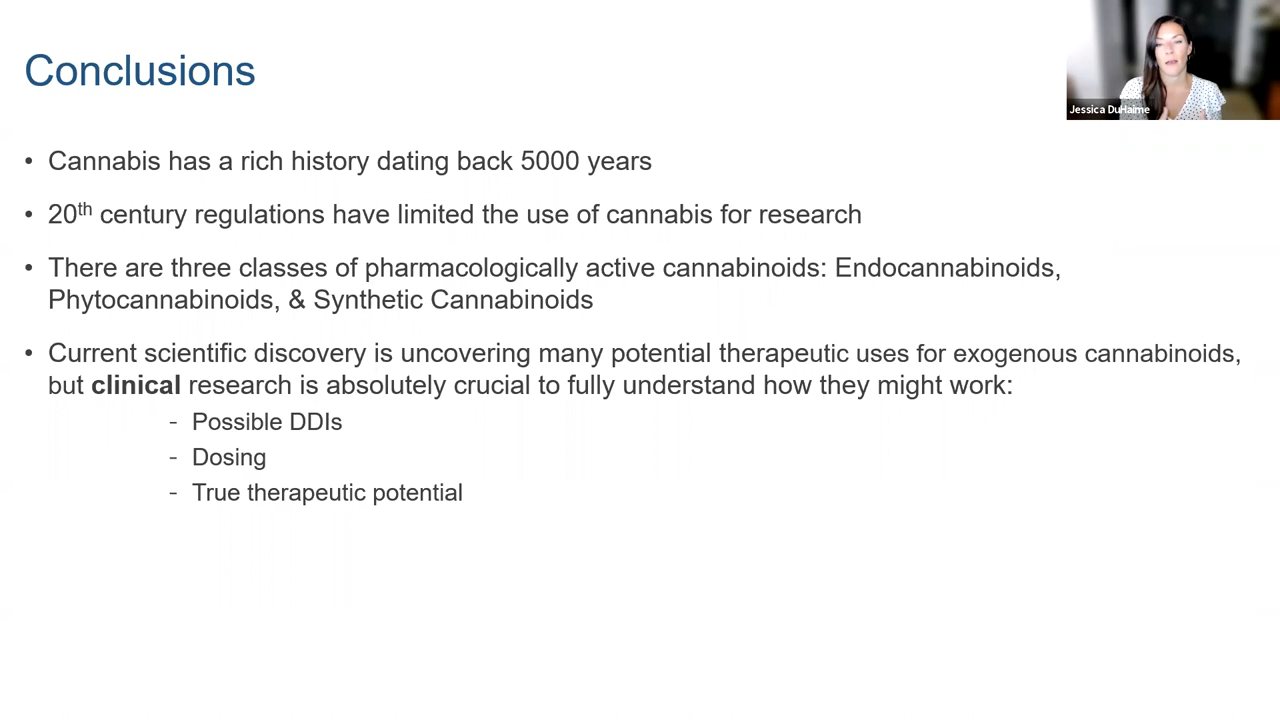 Conclusions
Jessica DuHaime
• Cannabis has a rich history dating back 5000 years
• 20th century regulations have limited the use of cannabis for research
• There are three classes of pharmacologically active cannabinoids: Endocannabinoids,
Phytocannabinoids, & Synthetic Cannabinoids
• Current scientific discovery is uncovering many potential therapeutic uses for exogenous cannabinoids,
but clinical research is absolutely crucial to fully understand how they might work:
- Possible DDIs
- Dosing
- True therapeutic potential